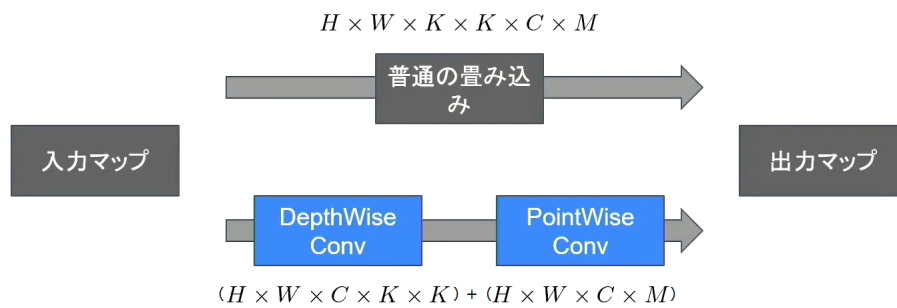 H × W × K × K × C × M
普通の畳み込
み
入力マップ
出力マップ
DepthWise
Conv
PointWise
Conv
(H × W × C × K × K) + (H × W × C × M)